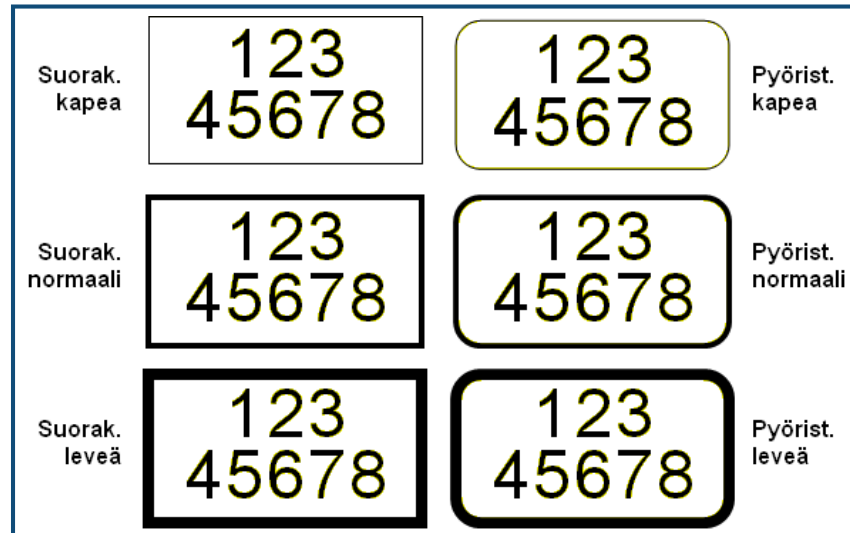 Suorak.
kapea
123
45678
123
45678
Pyörist.
kapea
Suorak.
normaali
123
45678
123
45678
Pyörist.
normaali
Suorak.
leveä
123
45678
123
45678
Pyörist.
leveä